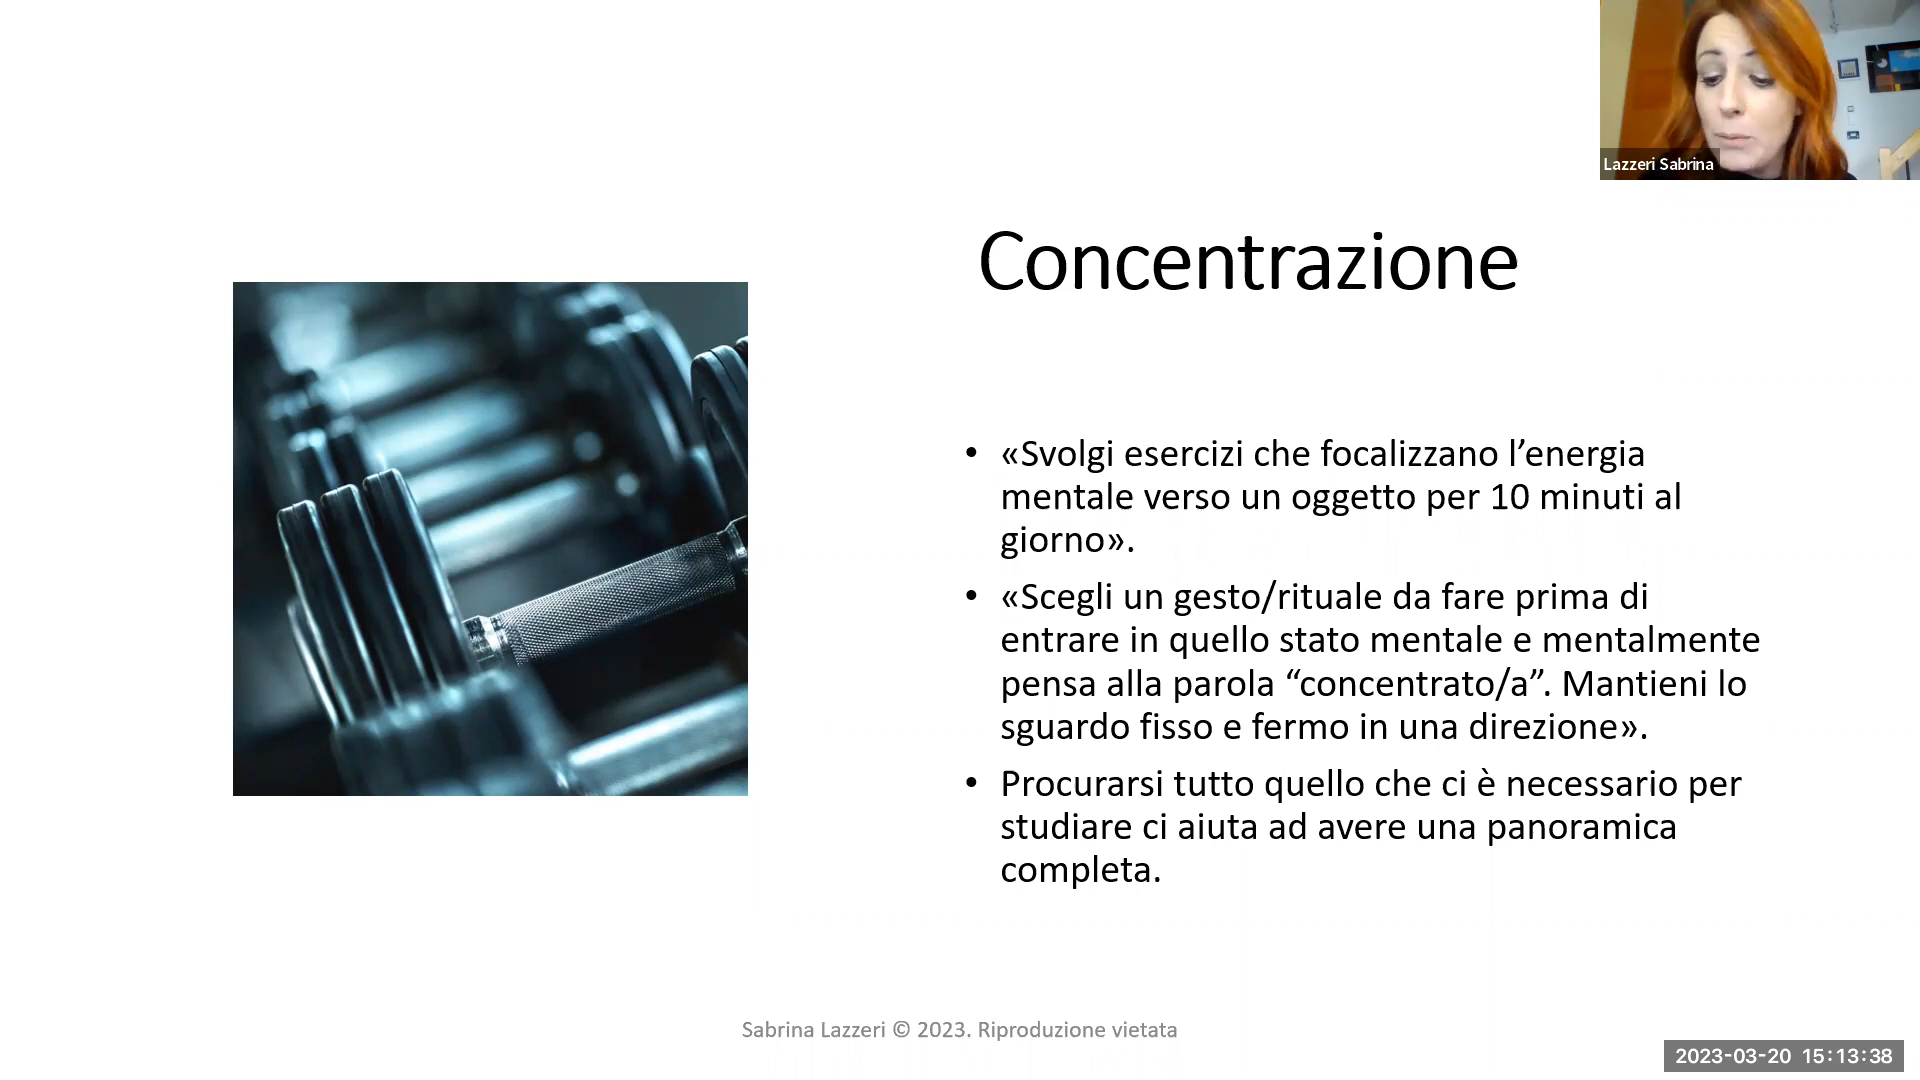 Lazzeri Sabrina
Concentrazione
• «Svolgi esercizi che focalizzano l’energia
mentale verso un oggetto per 10 minuti al
giorno».
• «Scegli un gesto/rituale da fare prima di
entrare in quello stato mentale e mentalmente
pensa alla parola “concentrato/a”. Mantieni lo
sguardo fisso e fermo in una direzione».
• Procurarsi tutto quello che ci è necessario per
studiare ci aiuta ad avere una panoramica
completa.
Sabrina Lazzeri © 2023. Riproduzione vietata
2023-03-20 15:13:38